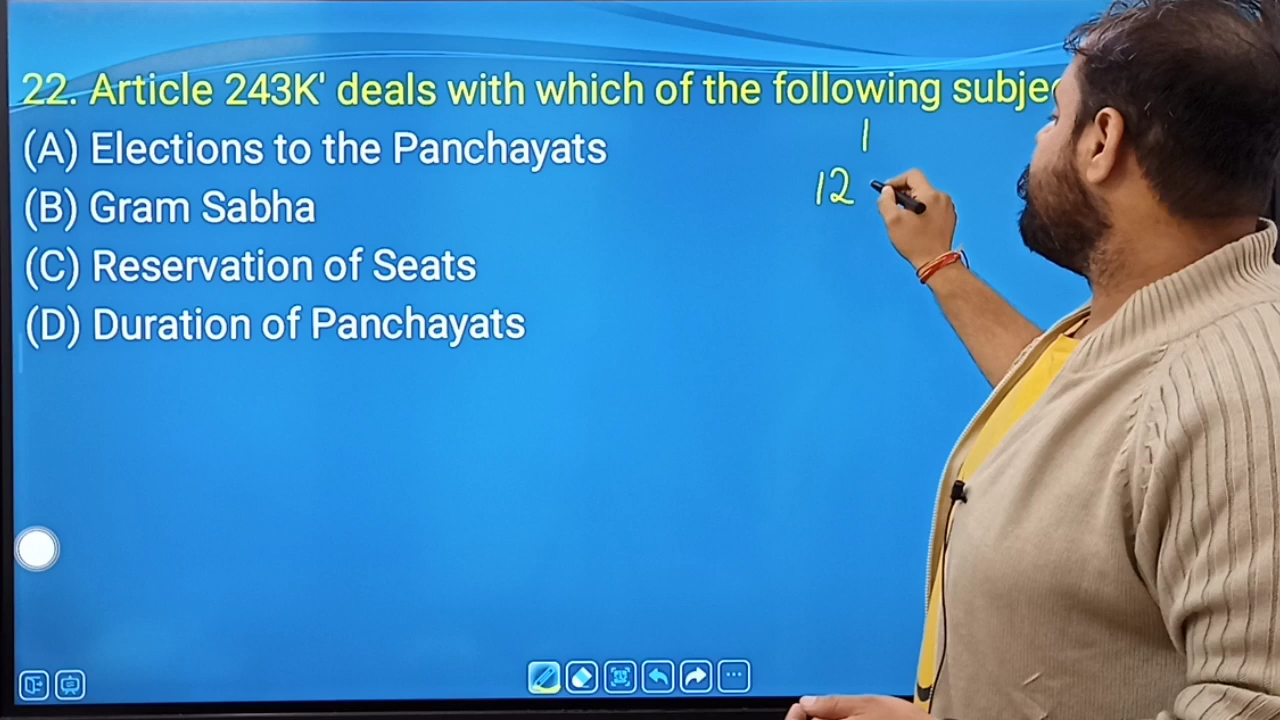 22. Article 243K' deals with which of the following
(A) Elections to the Panchayats
1
12
(B) Gram Sabha
(C) Reservation of Seats
(D) Duration of Panchayats